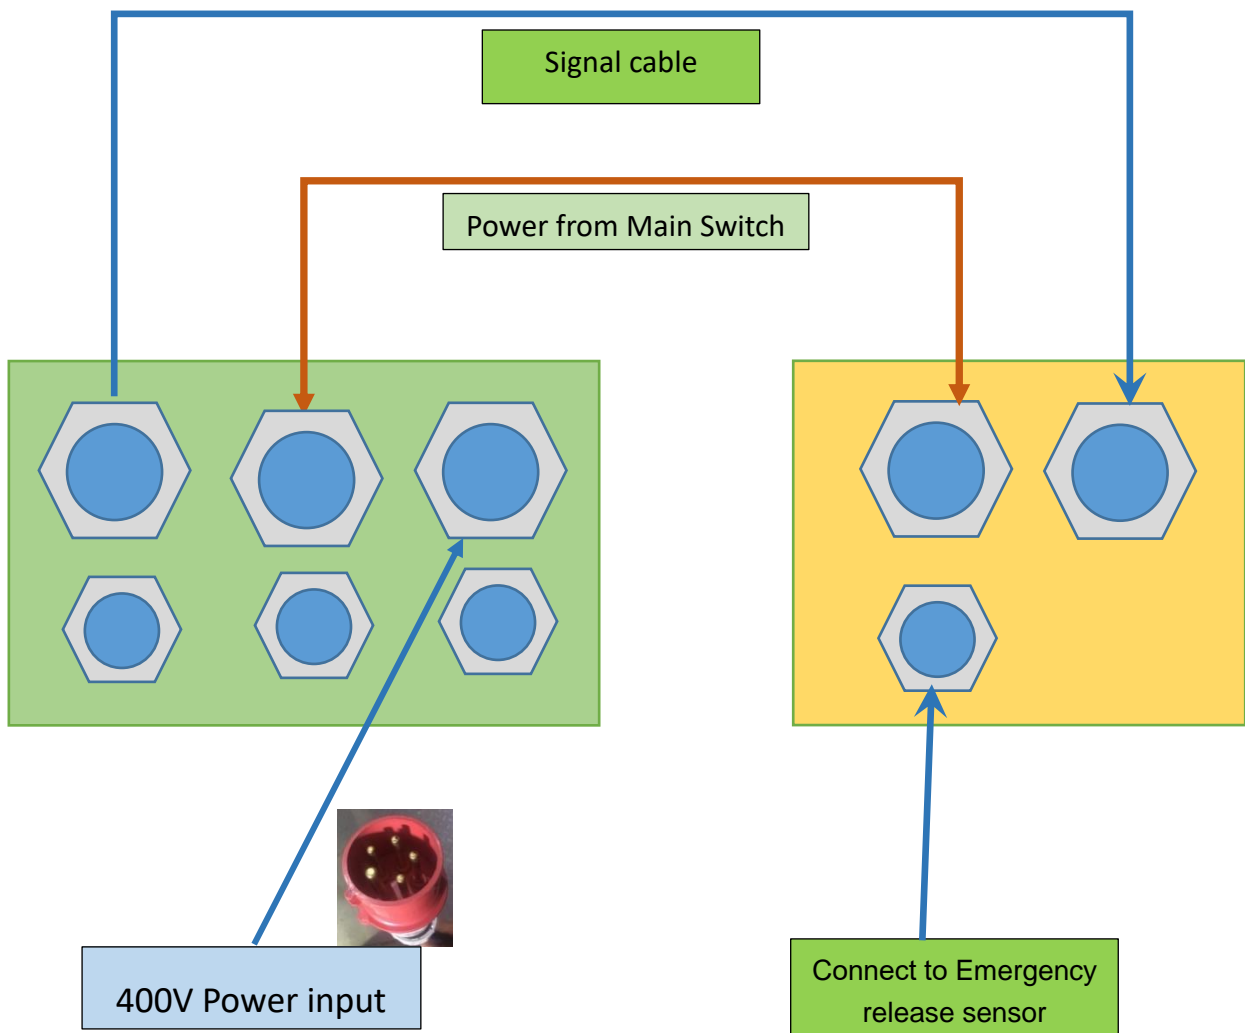 Signal cable
Power from Main Switch
400V Power input
Connect to Emergency
release sensor